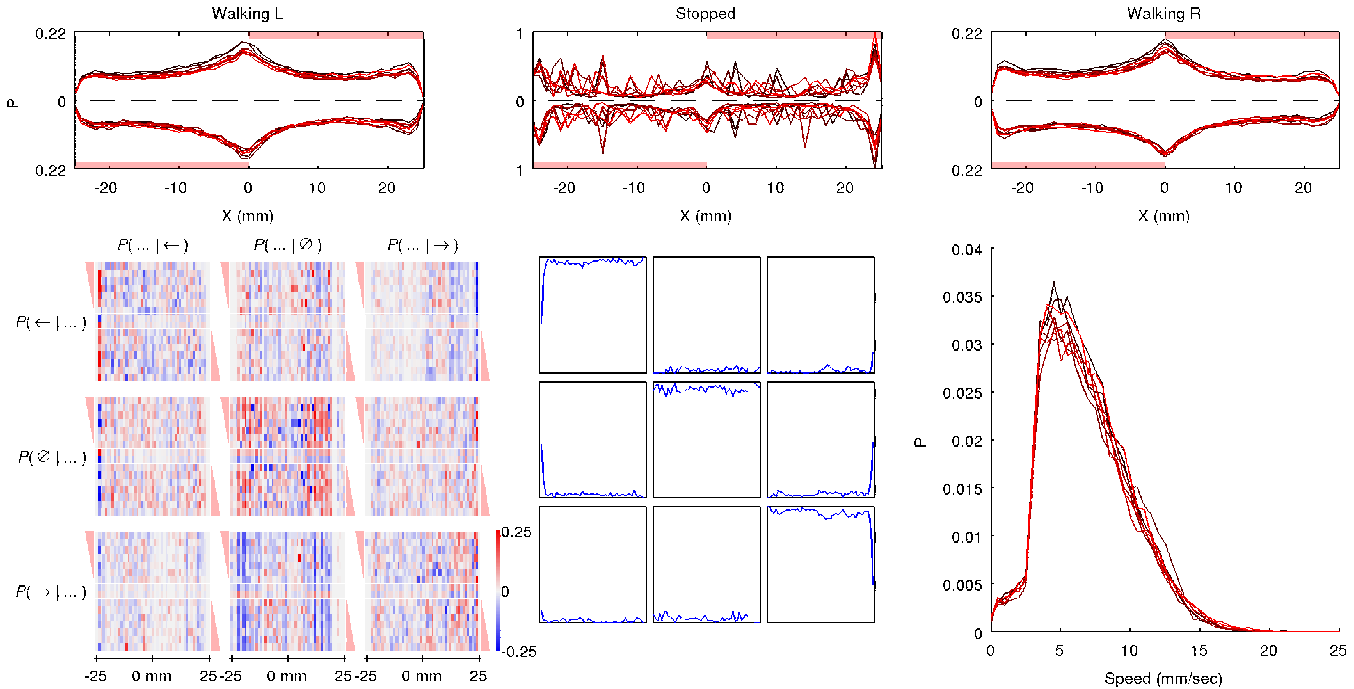 Walking L
Stopped
Walking R
0.22
0
0.22
P
-20
-10
0
10
20
X (mm)
1
0
1
-20
-10
0
10
20
X (mm)
0.22
0
0.22
-20
-10
0
10
20
X (mm)
P( ... | ← )
P( ... | ∅ )
P( ... | → )
P( ← | ... )
P( ∅ | ... )
P( → | ... )
0.25
0
-0.25
-25
0 mm
25
-25
0 mm
25
-25
0 mm
25
0.04
0.035
0.03
0.025
0.02
0.015
0.01
0.005
0
P
0
5
10
15
20
25
Speed (mm/sec)